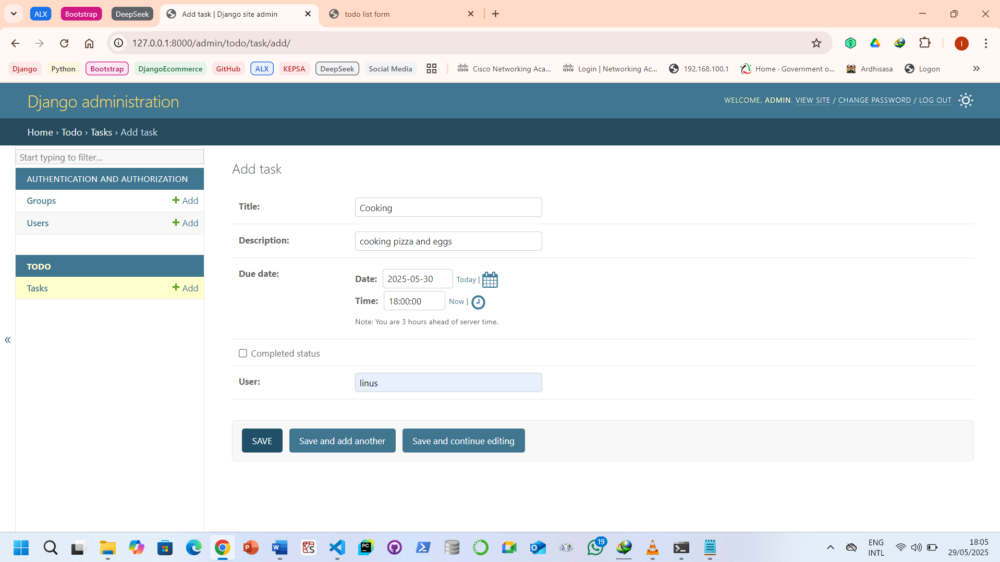 ALX Bootstrap DeepSeek Add task | Django site admin todo list form
127.0.0.1:8000/admin/todo/task/add/ I
Django Python Bootstrap DjangoEcommerce GitHub ALX KEPSA DeepSeek Social Media Cisco Networking Aca... Login | Networking Ac... 192.168.100.1 Home · Government o... Ardhisasa Logon
Django administration
WELCOME, ADMIN. VIEW SITE / CHANGE PASSWORD / LOG OUT
Home › Todo › Tasks › Add task
Start typing to filter...
AUTHENTICATION AND AUTHORIZATION
Groups + Add
Users + Add
TODO
Tasks + Add
«
Add task
Title: Cooking
Description: cooking pizza and eggs
Due date:
Date: 2025-05-30 Today |
Time: 18:00:00 Now |
Note: You are 3 hours ahead of server time.
Completed status
User: linus
SAVE Save and add another Save and continue editing
19
ENG
INTL
18:05
29/05/2025